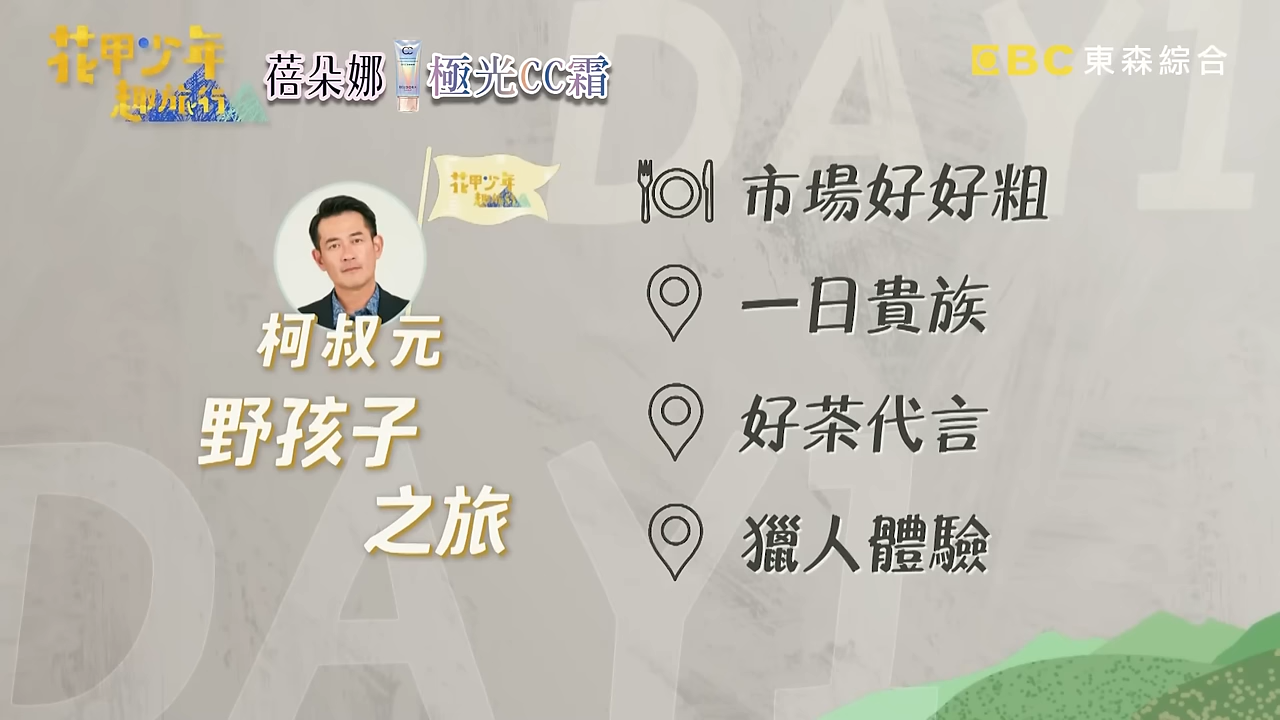 花甲少年
趣旅行
蓓朵娜 極光CC霜
EBC 東森綜合
DAY1
花甲少年
趣旅行
柯叔元
野孩子
之旅
市場好好粗
一日貴族
好茶代言
獵人體驗
DAY1